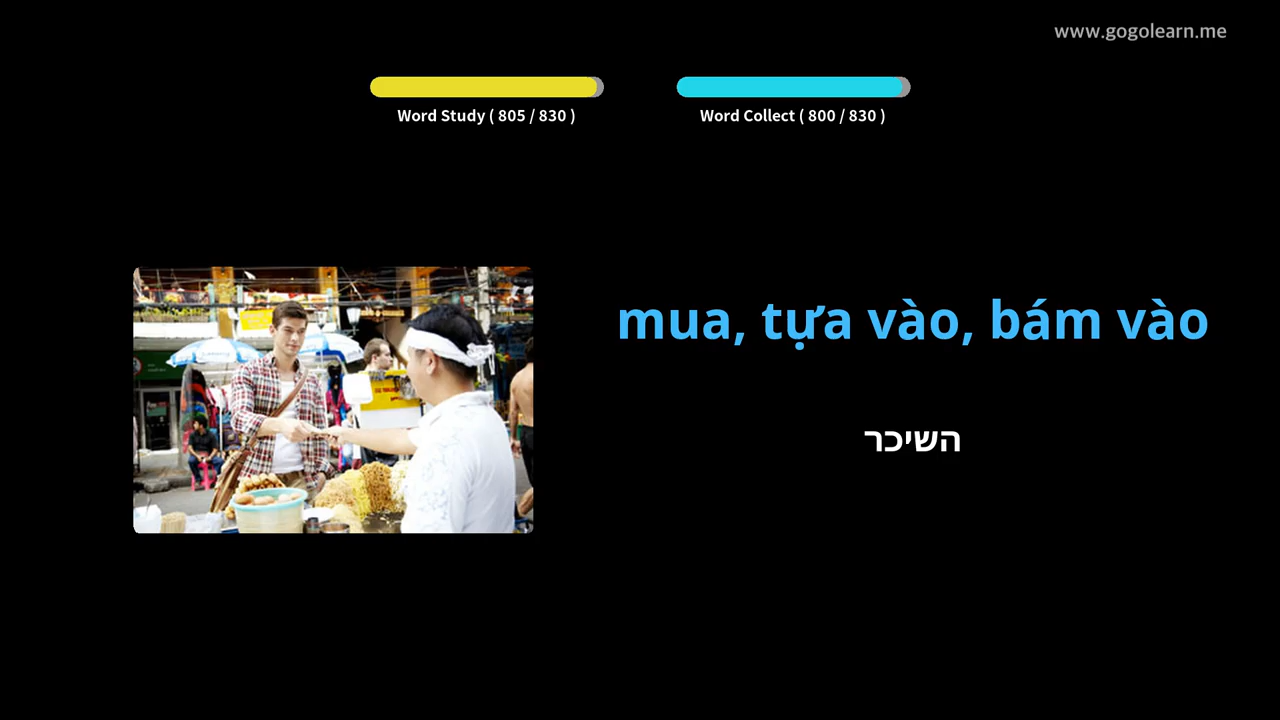 www.gogolearn.me
Word Study ( 805 / 830 )
Word Collect ( 800 / 830 )
mua, tựa vào, bám vào
השיכר